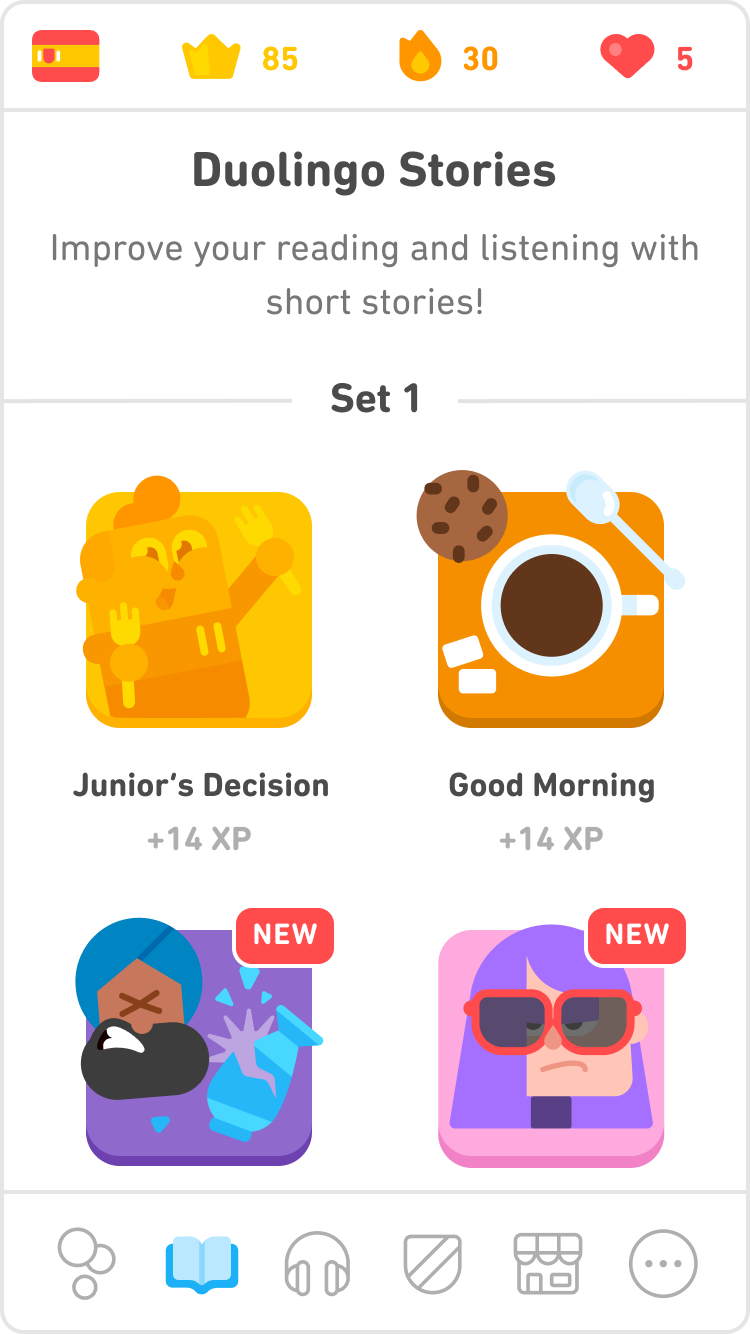 85
30
5
Duolingo Stories
Improve your reading and listening with
short stories!
Set 1
Junior’s Decision
Good Morning
+14 XP
+14 XP
NEW
NEW